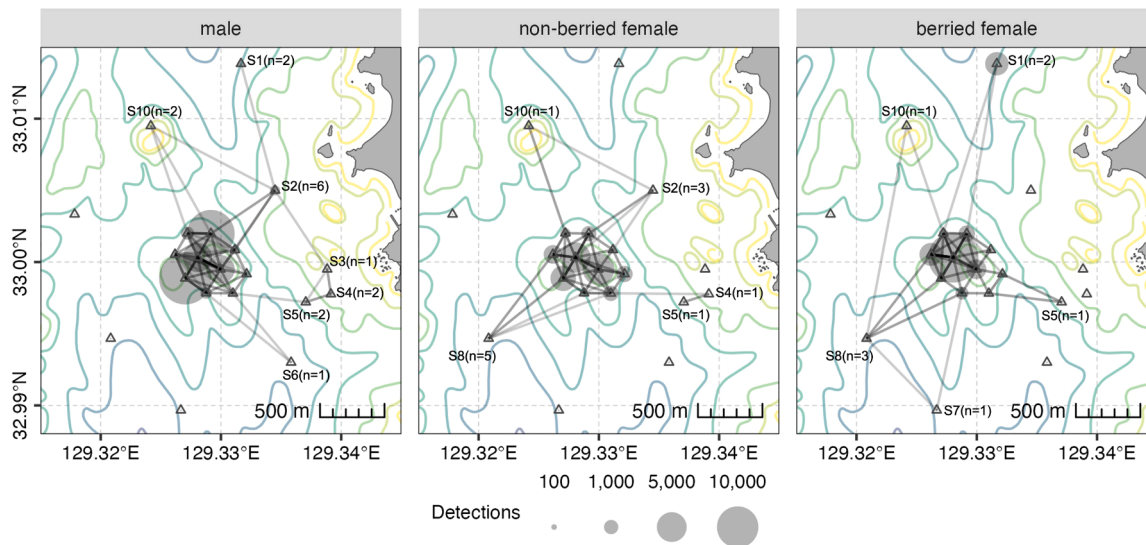 male
non-berried female
berried female
S1(n=2)
S10(n=2)
S2(n=6)
S3(n=1)
S4(n=2)
S5(n=2)
S6(n=1)
500 m
S10(n=1)
S2(n=3)
S4(n=1)
S5(n=1)
S8(n=5)
500 m
S1(n=2)
S10(n=1)
S5(n=1)
S8(n=3)
S7(n=1)
500 m
33.01°N
33.00°N
32.99°N
129.32°E 129.33°E 129.34°E
129.32°E 129.33°E 129.34°E
129.32°E 129.33°E 129.34°E
100 1,000 5,000 10,000
Detections